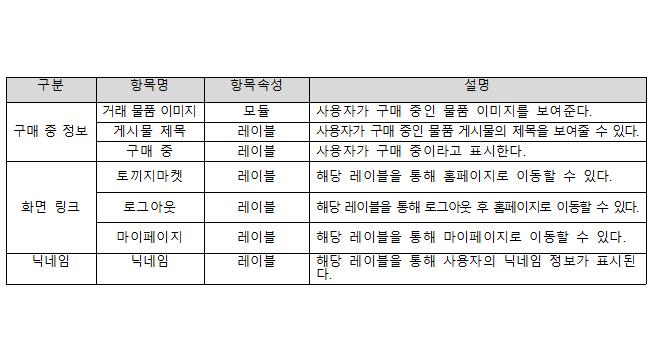 구분 항목명 항목속성 설명
구매 중 정보 거래 물품 이미지 모듈 사용자가 구매 중인 물품 이미지를 보여준다.
게시물 제목 레이블 사용자가 구매 중인 물품 게시물의 제목을 보여줄 수 있다.
구매 중 레이블 사용자가 구매 중이라고 표시한다.
화면 링크 토끼지마켓 레이블 해당 레이블을 통해 홈페이지로 이동할 수 있다.
로그아웃 레이블 해당 레이블을 통해 로그아웃 후 홈페이지로 이동할 수 있다.
마이페이지 레이블 해당 레이블을 통해 마이페이지로 이동할 수 있다.
닉네임 닉네임 레이블 해당 레이블을 통해 사용자의 닉네임 정보가 표시된
다.